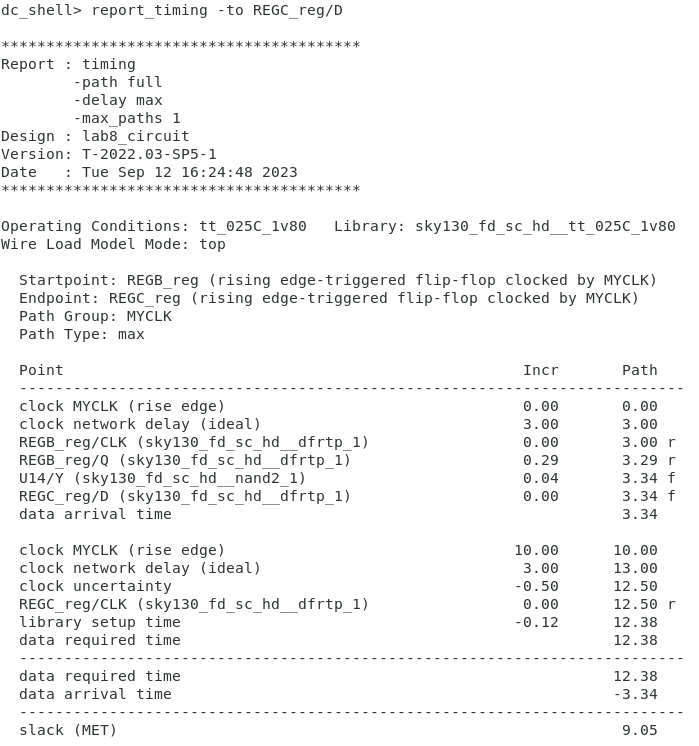 dc_shell> report_timing -to REGC_reg/D
****************************************
Report : timing
        -path full
        -delay max
        -max_paths 1
Design : lab8_circuit
Version: T-2022.03-SP5-1
Date   : Tue Sep 12 16:24:48 2023
****************************************
Operating Conditions: tt_025C_1v80   Library: sky130_fd_sc_hd__tt_025C_1v80
Wire Load Model Mode: top
  Startpoint: REGB_reg (rising edge-triggered flip-flop clocked by MYCLK)
  Endpoint: REGC_reg (rising edge-triggered flip-flop clocked by MYCLK)
  Path Group: MYCLK
  Path Type: max
  Point                                                   Incr       Path
  --------------------------------------------------------------------------
  clock MYCLK (rise edge)                                 0.00       0.00
  clock network delay (ideal)                             3.00       3.00
  REGB_reg/CLK (sky130_fd_sc_hd__dfrtp_1)                 0.00       3.00 r
  REGB_reg/Q (sky130_fd_sc_hd__dfrtp_1)                   0.29       3.29 r
  U14/Y (sky130_fd_sc_hd__nand2_1)                        0.04       3.34 f
  REGC_reg/D (sky130_fd_sc_hd__dfrtp_1)                   0.00       3.34 f
  data arrival time                                                  3.34
  clock MYCLK (rise edge)                                10.00      10.00
  clock network delay (ideal)                             3.00      13.00
  clock uncertainty                                      -0.50      12.50
  REGC_reg/CLK (sky130_fd_sc_hd__dfrtp_1)                 0.00      12.50 r
  library setup time                                     -0.12      12.38
  data required time                                                12.38
  --------------------------------------------------------------------------
  data required time                                                12.38
  data arrival time                                                 -3.34
  --------------------------------------------------------------------------
  slack (MET)                                                        9.05